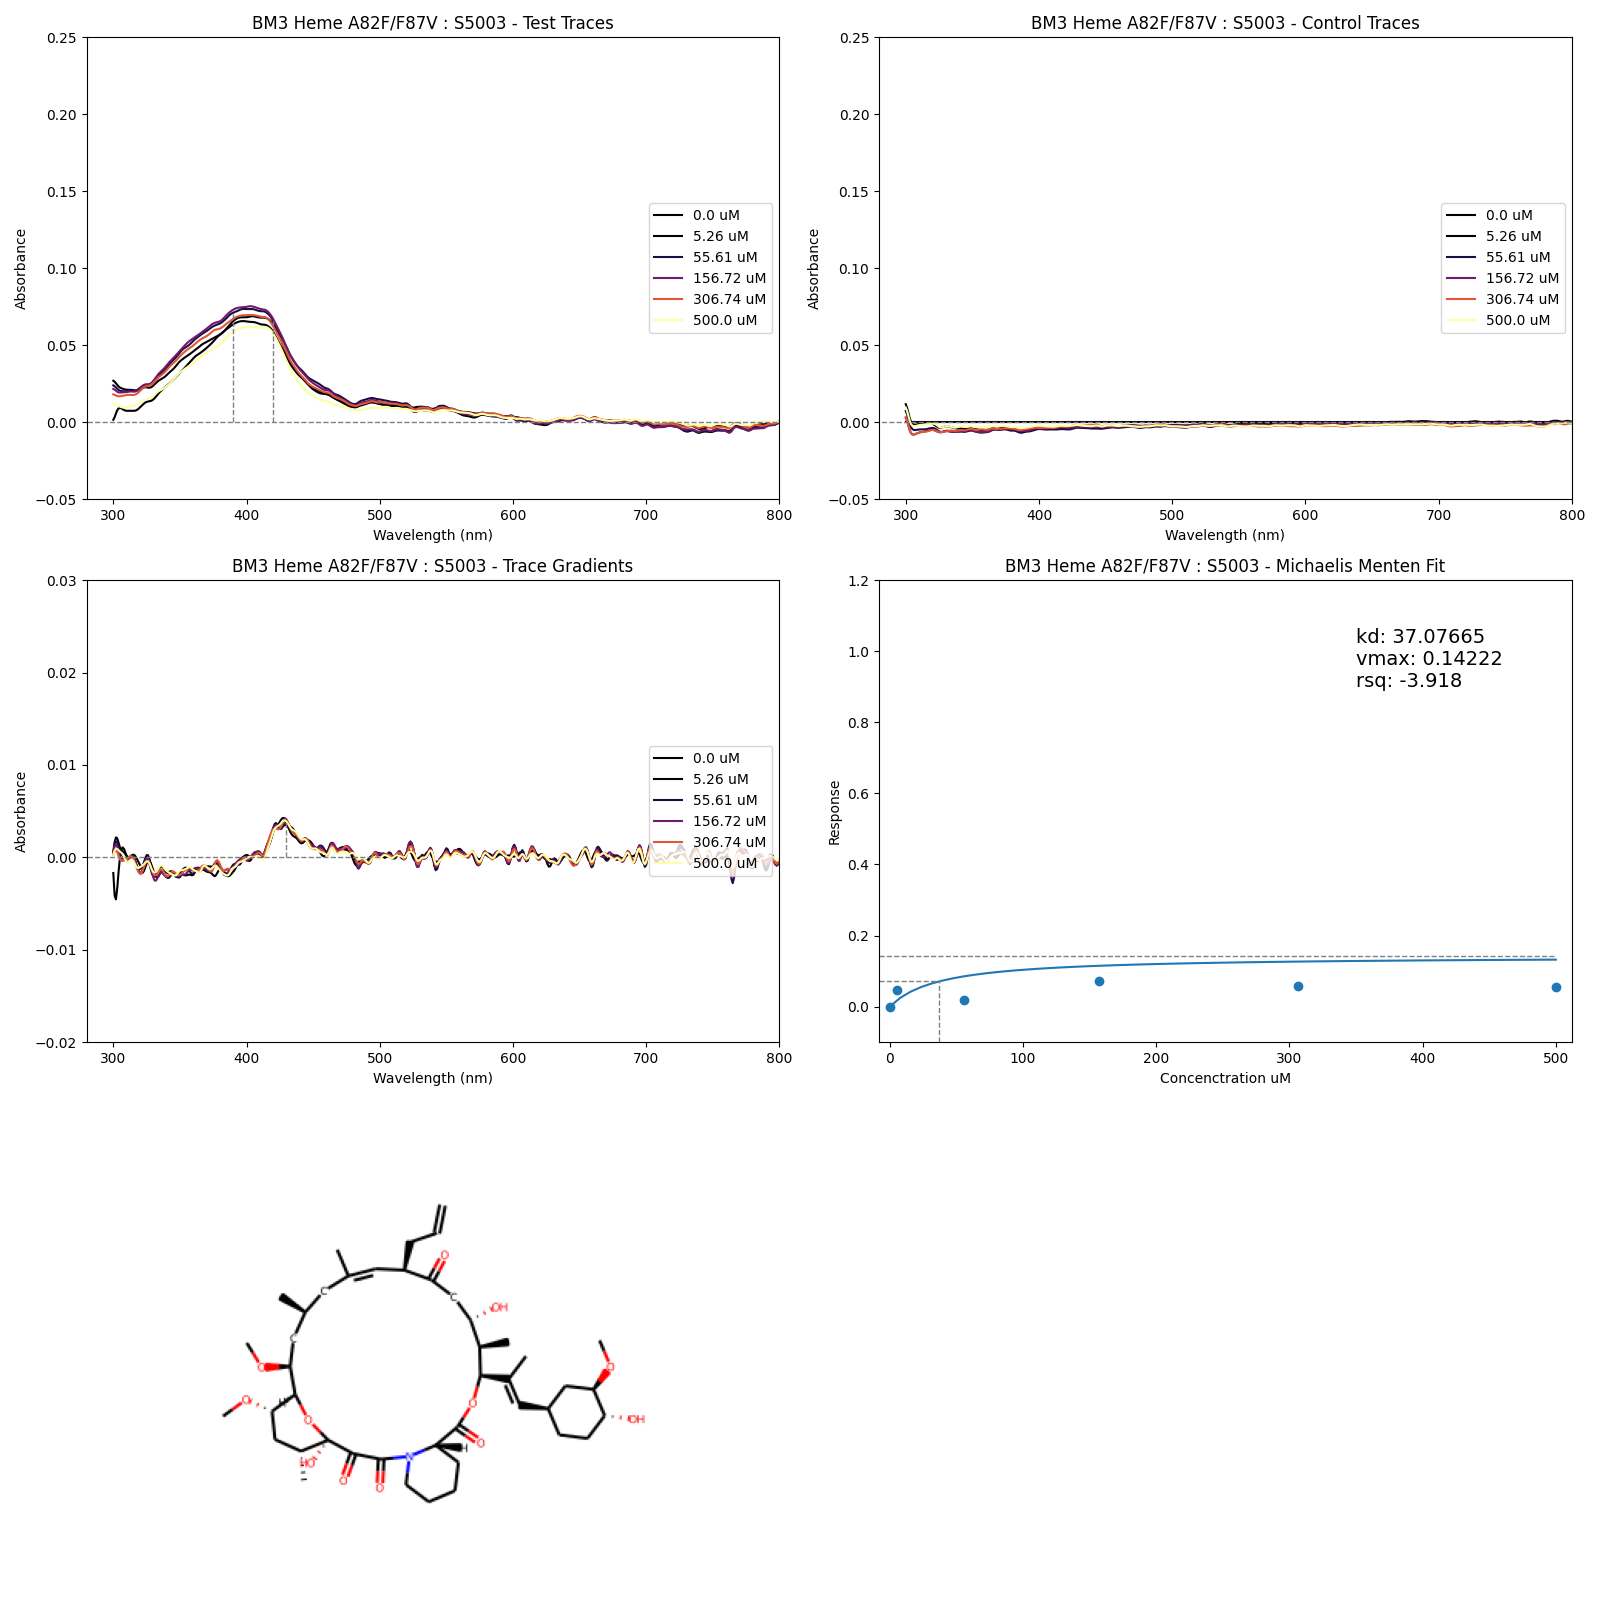 BM3 Heme A82F/F87V : S5003 - Test Traces
0.25
0.20
0.15
0.10
0.05
0.00
−0.05
Absorbance
0.0 uM
5.26 uM
55.61 uM
156.72 uM
306.74 uM
500.0 uM
300 400 500 600 700 800
Wavelength (nm)
BM3 Heme A82F/F87V : S5003 - Control Traces
0.25
0.20
0.15
0.10
0.05
0.00
−0.05
Absorbance
0.0 uM
5.26 uM
55.61 uM
156.72 uM
306.74 uM
500.0 uM
300 400 500 600 700 800
Wavelength (nm)
BM3 Heme A82F/F87V : S5003 - Trace Gradients
0.03
0.02
0.01
0.00
−0.01
−0.02
Absorbance
0.0 uM
5.26 uM
55.61 uM
156.72 uM
306.74 uM
500.0 uM
300 400 500 600 700 800
Wavelength (nm)
BM3 Heme A82F/F87V : S5003 - Michaelis Menten Fit
1.2
1.0
0.8
0.6
0.4
0.2
0.0
Response
kd: 37.07665
vmax: 0.14222
rsq: -3.918
0 100 200 300 400 500
Concenctration uM
O
C
C
OH
C
O
O
O
H
O
O
OH
O
H
HO
N
O
O
O